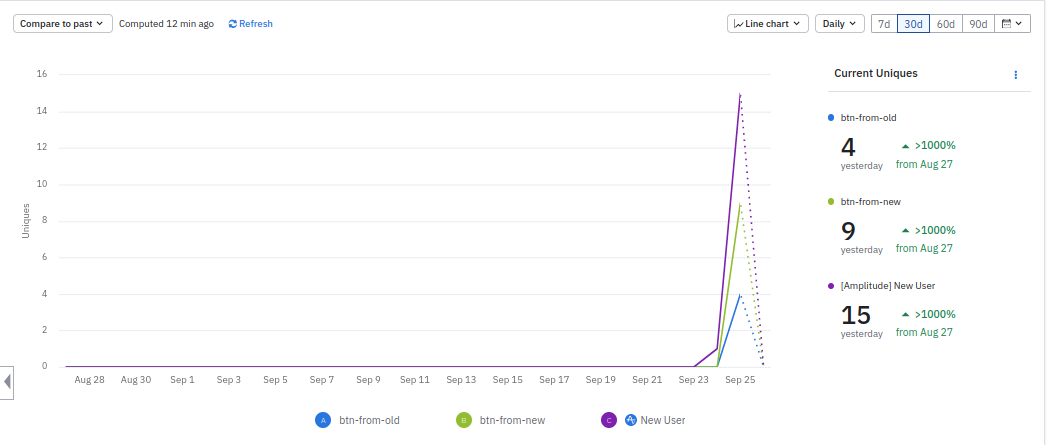 Compare to past
Computed 12 min ago
Refresh
Line chart
Daily
7d
30d
60d
90d
16
14
12
10
8
6
4
2
0
Uniques
Aug 28
Aug 30
Sep 1
Sep 3
Sep 5
Sep 7
Sep 9
Sep 11
Sep 13
Sep 15
Sep 17
Sep 19
Sep 21
Sep 23
Sep 25
A btn-from-old
B btn-from-new
C New User
Current Uniques
btn-from-old
4 >1000%
yesterday from Aug 27
btn-from-new
9 >1000%
yesterday from Aug 27
[Amplitude] New User
15 >1000%
yesterday from Aug 27